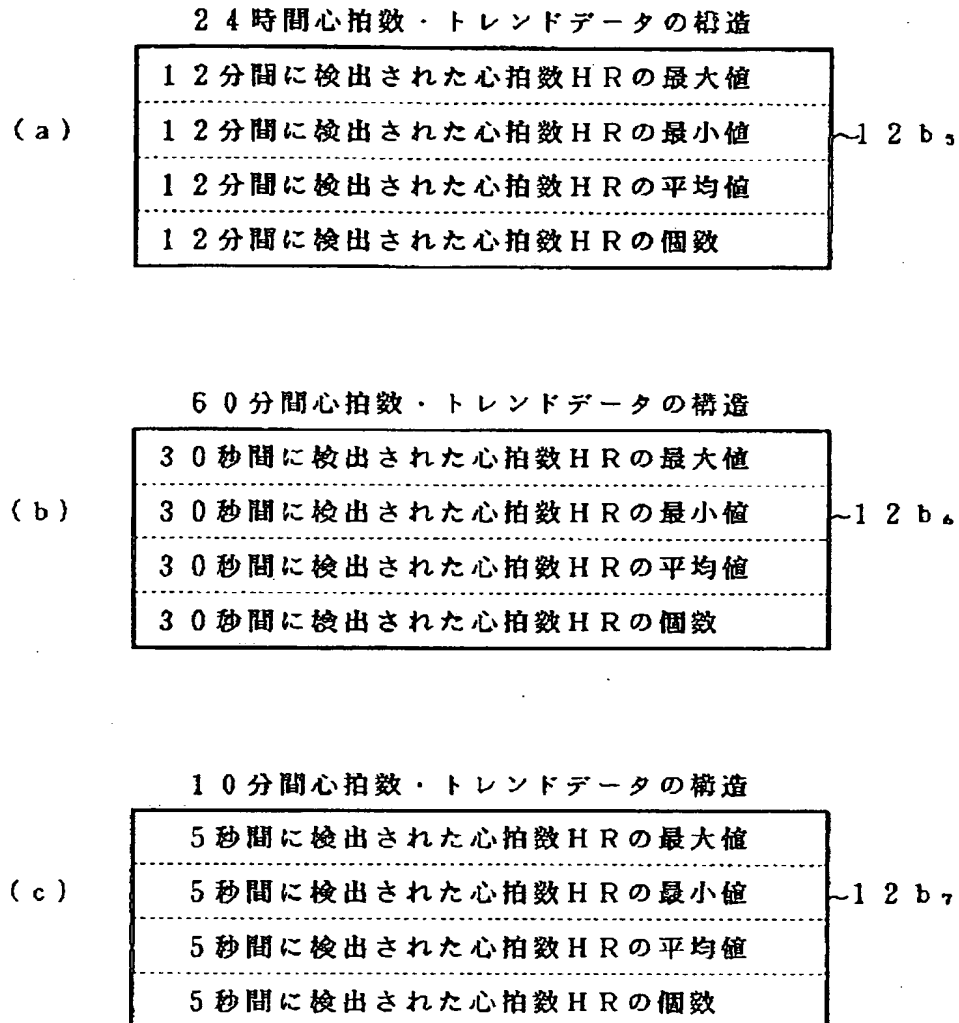 24時間心拍数・トレンドデータの構造
12分間に検出された心拍数HRの最大値
(a) 12分間に検出された心拍数HRの最小値 ~12b₅
12分間に検出された心拍数HRの平均値
12分間に検出された心拍数HRの個数
60分間心拍数・トレンドデータの構造
30秒間に検出された心拍数HRの最大値
(b) 30秒間に検出された心拍数HRの最小値 ~12b₆
30秒間に検出された心拍数HRの平均値
30秒間に検出された心拍数HRの個数
10分間心拍数・トレンドデータの構造
5秒間に検出された心拍数HRの最大値
(c) 5秒間に検出された心拍数HRの最小値 ~12b₇
5秒間に検出された心拍数HRの平均値
5秒間に検出された心拍数HRの個数